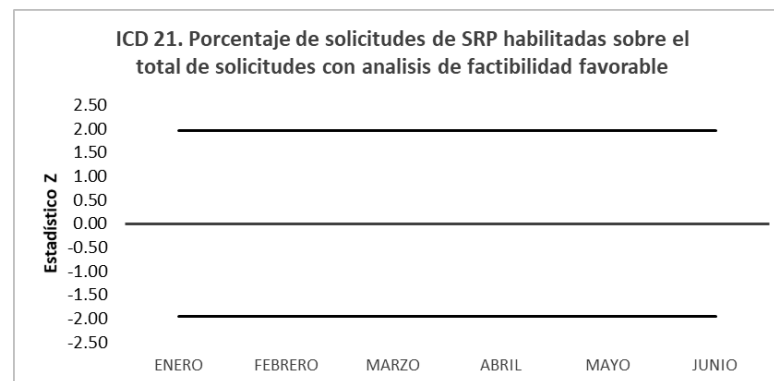 ICD 21. Porcentaje de solicitudes de SRP habilitadas sobre el
total de solicitudes con analisis de factibilidad favorable
Estadístico Z
2.50
2.00
1.50
1.00
0.50
0.00
-0.50
-1.00
-1.50
-2.00
-2.50
ENERO FEBRERO MARZO ABRIL MAYO JUNIO